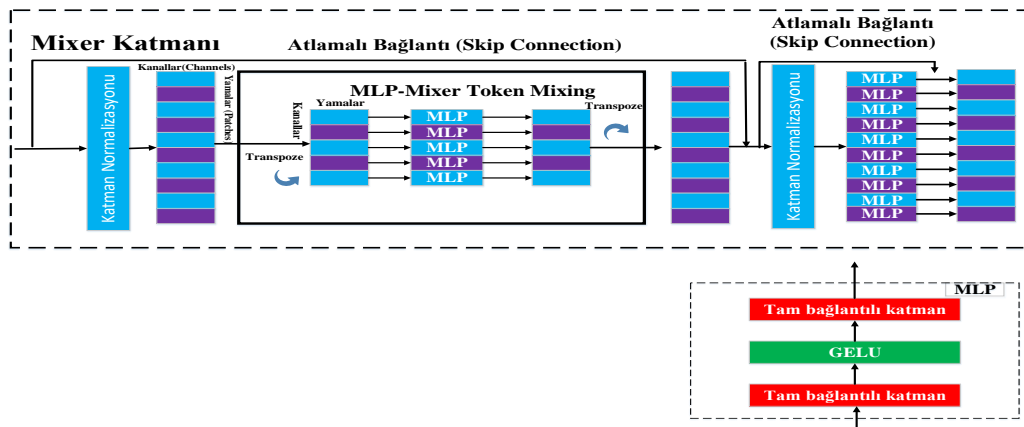 Mixer Katmanı
Atlamalı Bağlantı (Skip Connection)
Atlamalı Bağlantı
(Skip Connection)
Katman Normalizasyonu
Kanallar(Channels)
Yamalar (Patches)
MLP-Mixer Token Mixing
Kanallar
Yamalar
Transpoze
Transpoze
MLP
MLP
MLP
MLP
MLP
Katman Normalizasyonu
MLP
MLP
MLP
MLP
MLP
MLP
MLP
MLP
MLP
MLP
MLP
Tam bağlantılı katman
GELU
Tam bağlantılı katman